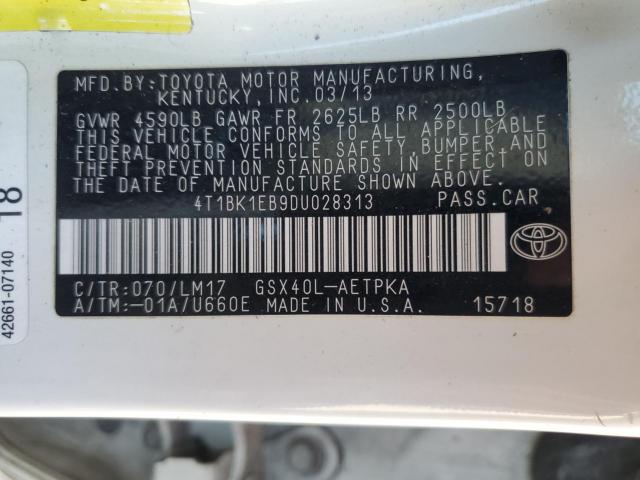 MFD.BY:TOYOTA MOTOR MANUFACTURING,
KENTUCKY,INC.03/13
GVWR 4590LB GAWR FR 2625LB RR 2500LB
THIS VEHICLE CONFORMS TO ALL APPLICABLE
FEDERAL MOTOR VEHICLE SAFETY, BUMPER,AND
THEFT PREVENTION STANDARDS IN EFFECT ON
THE DATE OF MANUFACTURE SHOWN ABOVE.
4T1BK1EB9DU028313 PASS.CAR
C/TR:070/LM17 GSX40L-AETPKA
A/TM:-01A/U660E MADE IN U.S.A. 15718
42661-07140
18